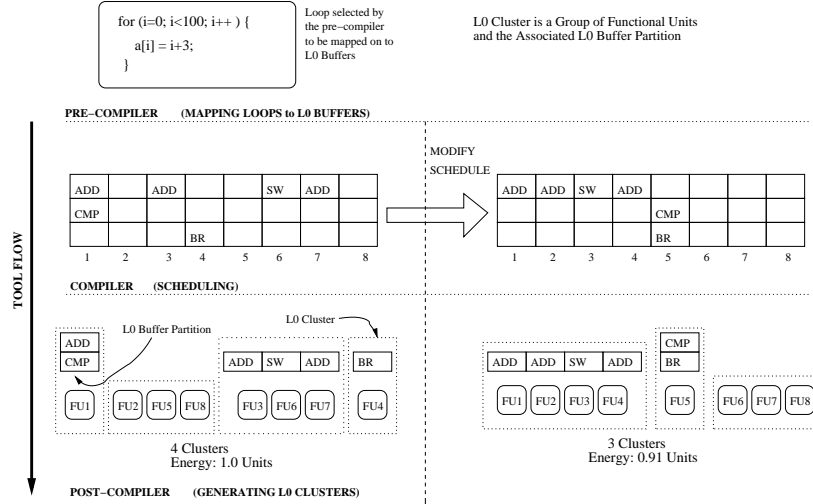 for (i=0; i<100; i++ ) {
a[i] = i+3;
}
Loop selected by
the pre−compiler
to be mapped on to
L0 Buffers
L0 Cluster is a Group of Functional Units
and the Associated L0 Buffer Partition
PRE−COMPILER (MAPPING LOOPS to L0 BUFFERS)
TOOL FLOW
MODIFY
SCHEDULE
ADD ADD SW ADD
CMP
BR
1 2 3 4 5 6 7 8
ADD ADD SW ADD
CMP
BR
1 2 3 4 5 6 7 8
COMPILER (SCHEDULING)
L0 Buffer Partition
L0 Cluster
ADD
CMP
ADD SW ADD
BR
FU1 FU2 FU5 FU8 FU3 FU6 FU7 FU4
4 Clusters
Energy: 1.0 Units
CMP
ADD ADD SW ADD
BR
FU1 FU2 FU3 FU4 FU5 FU6 FU7 FU8
3 Clusters
Energy: 0.91 Units
POST−COMPILER (GENERATING L0 CLUSTERS)